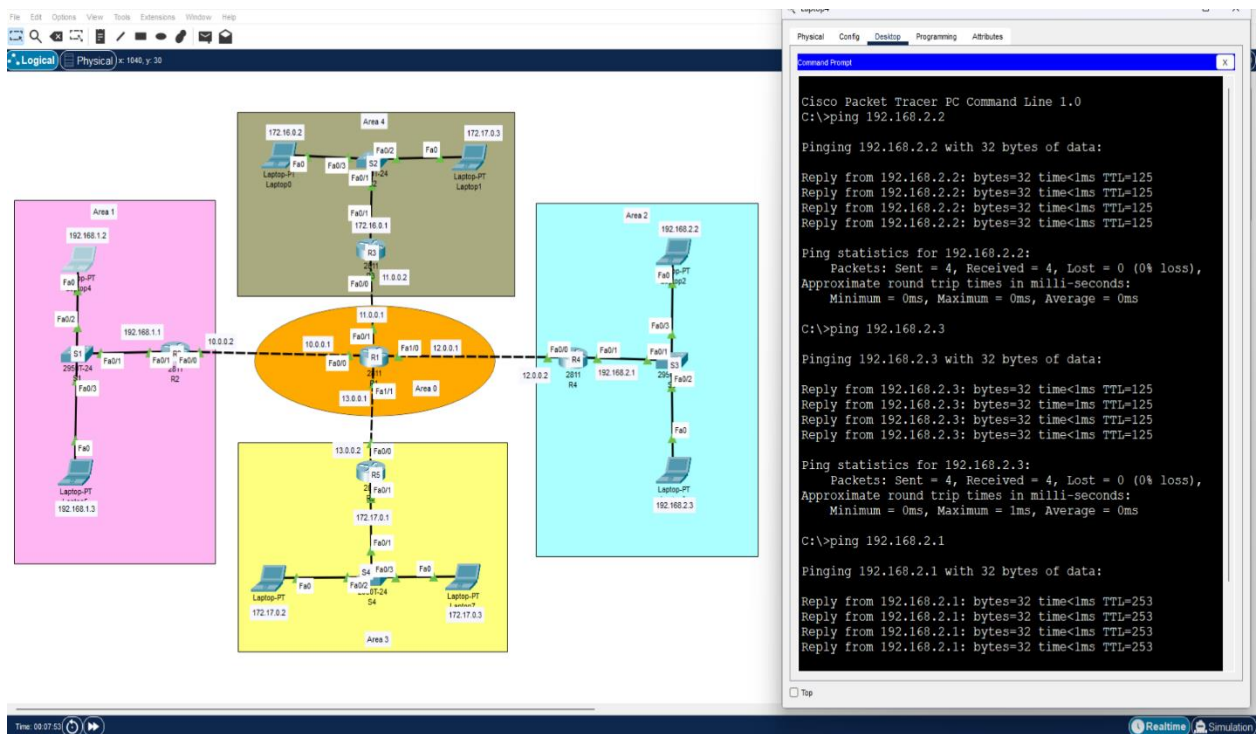 File Edit Options View Tools Extensions Window Help
Logical
Physical
x: 1040, y: 30
Area 4
172.16.0.2
172.17.0.3
Fa0/2
Fa0
Fa0
Fa0/3
S2
Fa0/1
Laptop0
Laptop-PT
Laptop1
Fa0/1
172.16.0.1
R3
Fa0/0
11.0.0.2
Area 1
192.168.1.2
Fa0
Fa0/2
192.168.1.1
10.0.0.2
S1
Fa0/1
Fa0/1
Fa0/0
2811
R2
Fa0/3
Fa0
Laptop-PT
192.168.1.3
11.0.0.1
Fa0/1
10.0.0.1
Fa0/0
R1
Fa1/0
12.0.0.1
Fa1/1
Area 0
13.0.0.1
Area 2
192.168.2.2
Fa0
Fa0/3
Fa0/0
R4
Fa0/1
Fa0/1
S3
12.0.0.2
2811
R4
192.168.2.1
Fa0/2
Fa0
Laptop-PT
192.168.2.3
13.0.0.2
Fa0/0
R5
Fa0/1
172.17.0.1
Fa0/1
Fa0
S4
Fa0/2
Fa0/3
Fa0
S4
Laptop-PT
172.17.0.2
Laptop-PT
Laptop7
172.17.0.3
Area 3
Time: 00:07:53
Realtime
Simulation
Laptop4
Physical Config Desktop Programming Attributes
Command Prompt
X
Cisco Packet Tracer PC Command Line 1.0
C:\>ping 192.168.2.2
Pinging 192.168.2.2 with 32 bytes of data:
Reply from 192.168.2.2: bytes=32 time<1ms TTL=125
Reply from 192.168.2.2: bytes=32 time<1ms TTL=125
Reply from 192.168.2.2: bytes=32 time<1ms TTL=125
Reply from 192.168.2.2: bytes=32 time<1ms TTL=125
Ping statistics for 192.168.2.2:
Packets: Sent = 4, Received = 4, Lost = 0 (0% loss),
Approximate round trip times in milli-seconds:
Minimum = 0ms, Maximum = 0ms, Average = 0ms
C:\>ping 192.168.2.3
Pinging 192.168.2.3 with 32 bytes of data:
Reply from 192.168.2.3: bytes=32 time<1ms TTL=125
Reply from 192.168.2.3: bytes=32 time=1ms TTL=125
Reply from 192.168.2.3: bytes=32 time<1ms TTL=125
Reply from 192.168.2.3: bytes=32 time<1ms TTL=125
Ping statistics for 192.168.2.3:
Packets: Sent = 4, Received = 4, Lost = 0 (0% loss),
Approximate round trip times in milli-seconds:
Minimum = 0ms, Maximum = 1ms, Average = 0ms
C:\>ping 192.168.2.1
Pinging 192.168.2.1 with 32 bytes of data:
Reply from 192.168.2.1: bytes=32 time<1ms TTL=253
Reply from 192.168.2.1: bytes=32 time<1ms TTL=253
Reply from 192.168.2.1: bytes=32 time<1ms TTL=253
Reply from 192.168.2.1: bytes=32 time<1ms TTL=253
Top